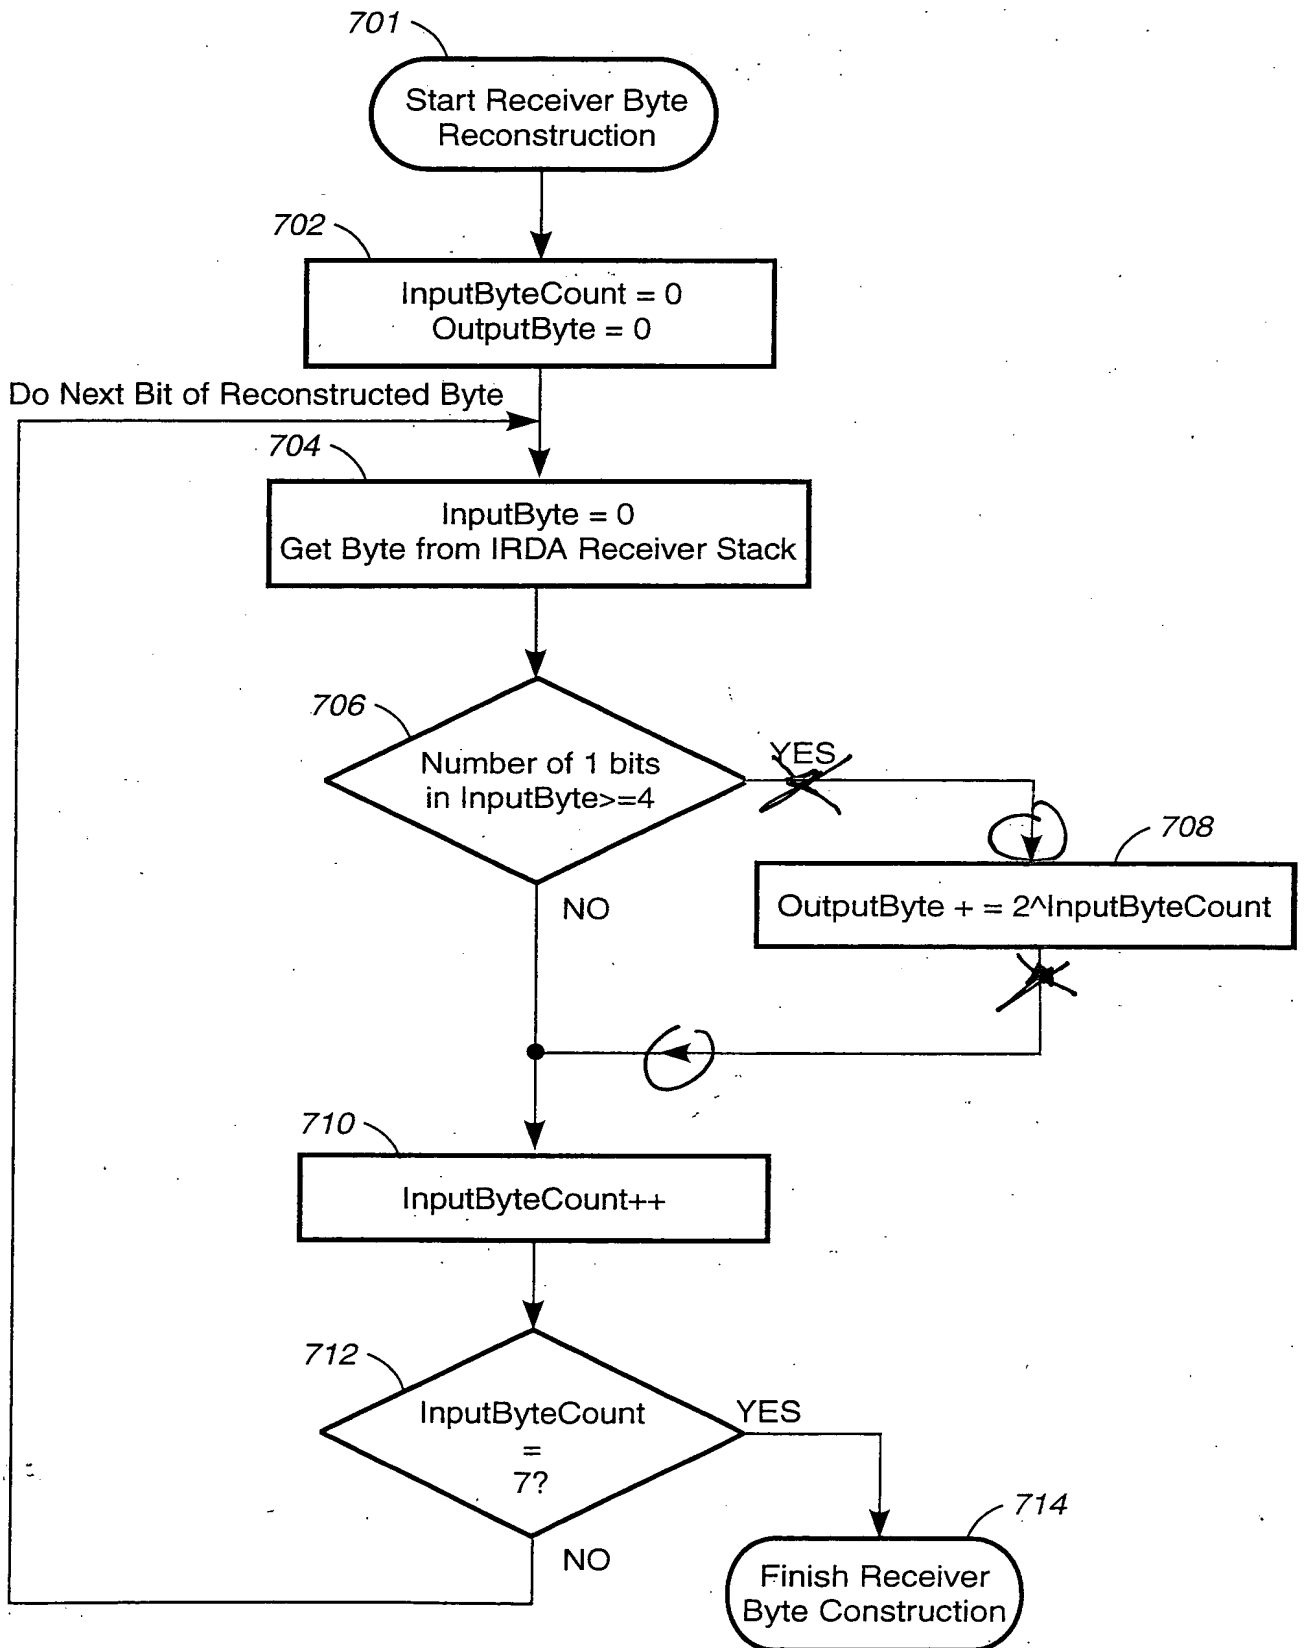 701
Start Receiver Byte
Reconstruction
702
InputByteCount = 0
OutputByte = 0
Do Next Bit of Reconstructed Byte
704
InputByte = 0
Get Byte from IRDA Receiver Stack
706
Number of 1 bits
in InputByte>=4
YES
708
OutputByte + = 2^InputByteCount
NO
710
InputByteCount++
712
InputByteCount
=
7?
YES
714
NO
Finish Receiver
Byte Construction